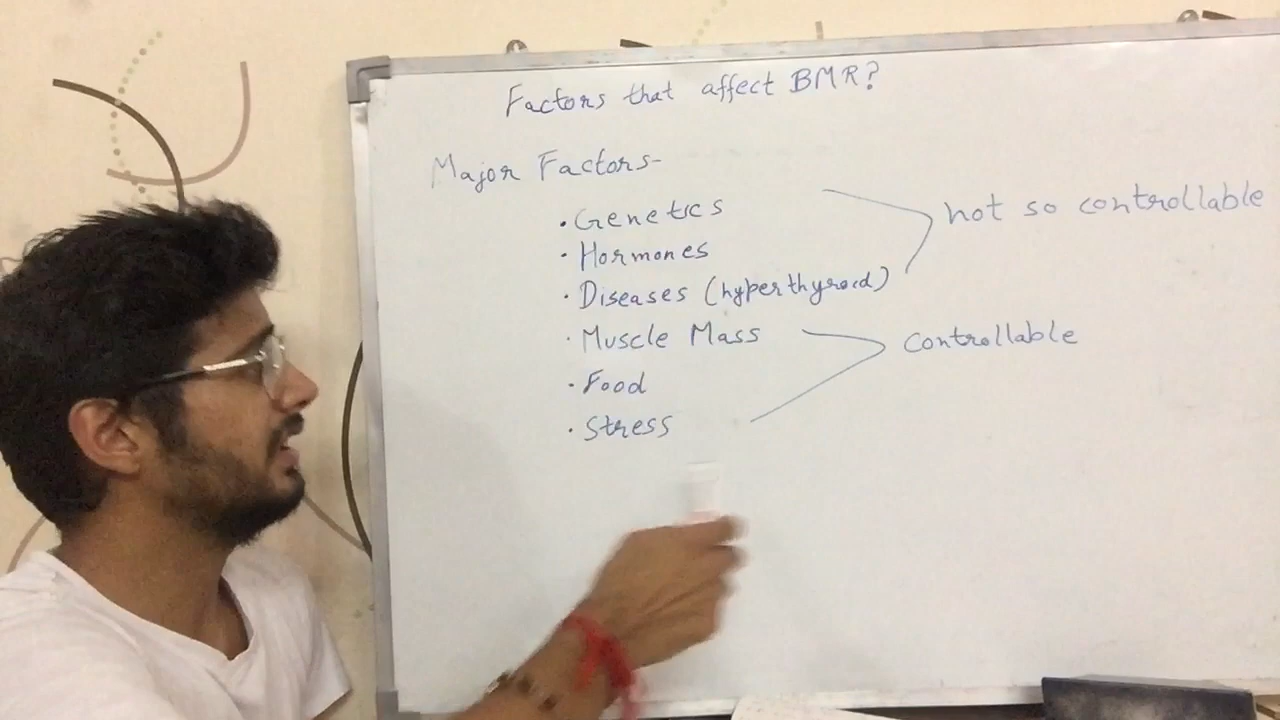 Factors that affect BMR?
Major Factors-
• Genetics
• Hormones
• Diseases (hyperthyroid)
not so controllable
• Muscle Mass
• Food
• Stress
controllable